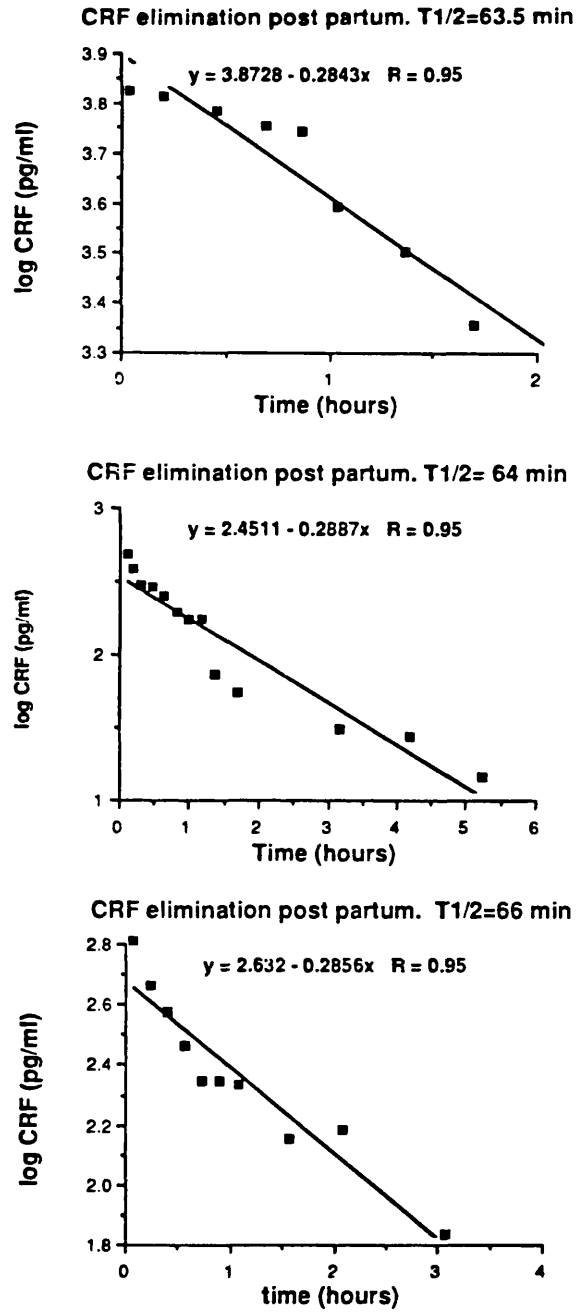 CRF elimination post partum. T1/2=63.5 min
y = 3.8728 - 0.2843x R = 0.95
log CRF (pg/ml)
3.9
3.8
3.7
3.6
3.5
3.4
3.3
0 1 2
Time (hours)
CRF elimination post partum. T1/2= 64 min
y = 2.4511 - 0.2887x R = 0.95
log CRF (pg/ml)
3
2
1
0 1 2 3 4 5 6
Time (hours)
CRF elimination post partum. T1/2=66 min
y = 2.632 - 0.2856x R = 0.95
log CRF (pg/ml)
2.8
2.6
2.4
2.2
2.0
1.8
0 1 2 3 4
time (hours)